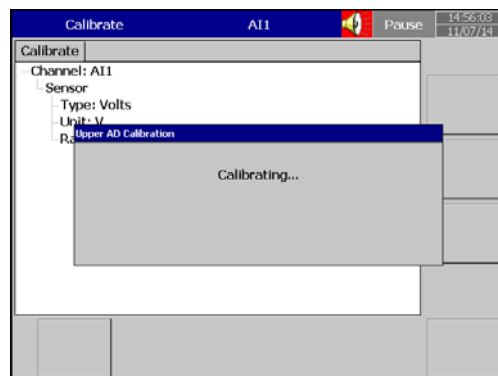 Calibrate AI1 Pause 14:56:03
11/07/14
Calibrate
Channel: AI1
Sensor
Type: Volts
Unit: V
Upper AD Calibration
Calibrating...